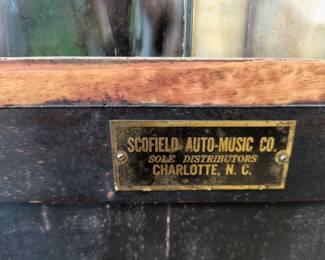 SCOFIELD AUTO-MUSIC CO.
SOLE DISTRIBUTORS
CHARLOTTE, N. C.